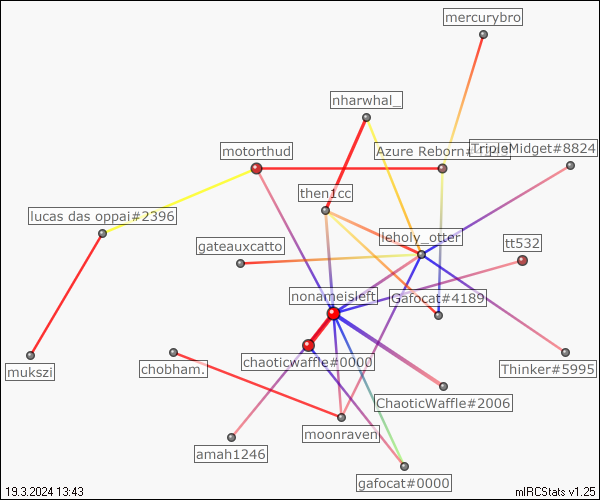 mercurybro
nharwhal_
motorthud
Azure Reborn#
TripleMidget#8824
then1cc
lucas das oppai#2396
leholy_otter
gateauxcatto
tt532
nonameisleft
Gafocat#4189
chaoticwaffle#0000
mukszi
chobham.
Thinker#5995
ChaoticWaffle#2006
moonraven
amah1246
gafocat#0000
19.3.2024 13:43
mIRCStats v1.25